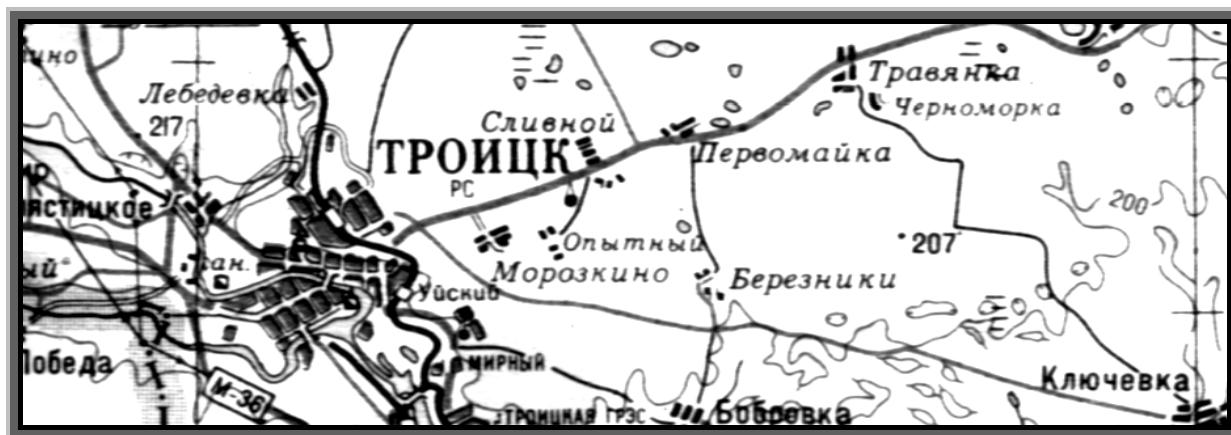 Травянка
Лебедевка
Черноморка
217
Сливной
ТРОИЦК
Первомайка
РС
200
Опытный
207
Морозкино
Березники
Уйский
Победа
МИРНЫЙ
М-36
Ключевка
ТРОИЦКАЯ ГРЭС
Бобровка